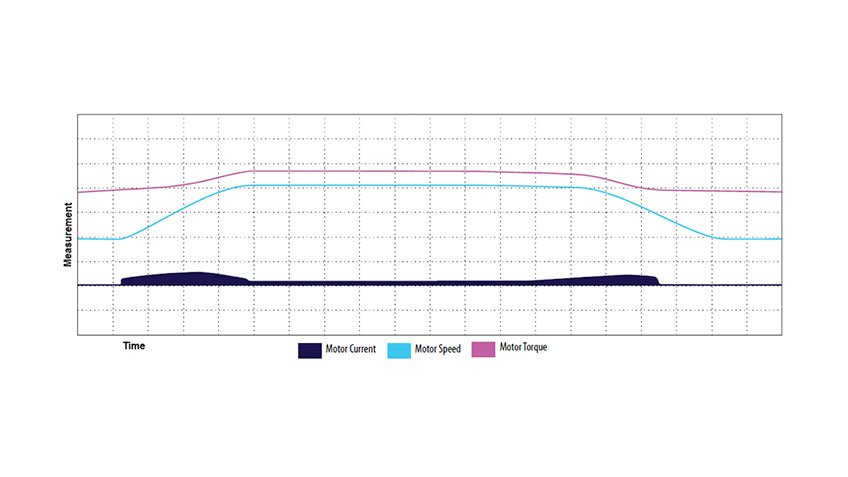 Measurement
Time
Motor Current
Motor Speed
Motor Torque